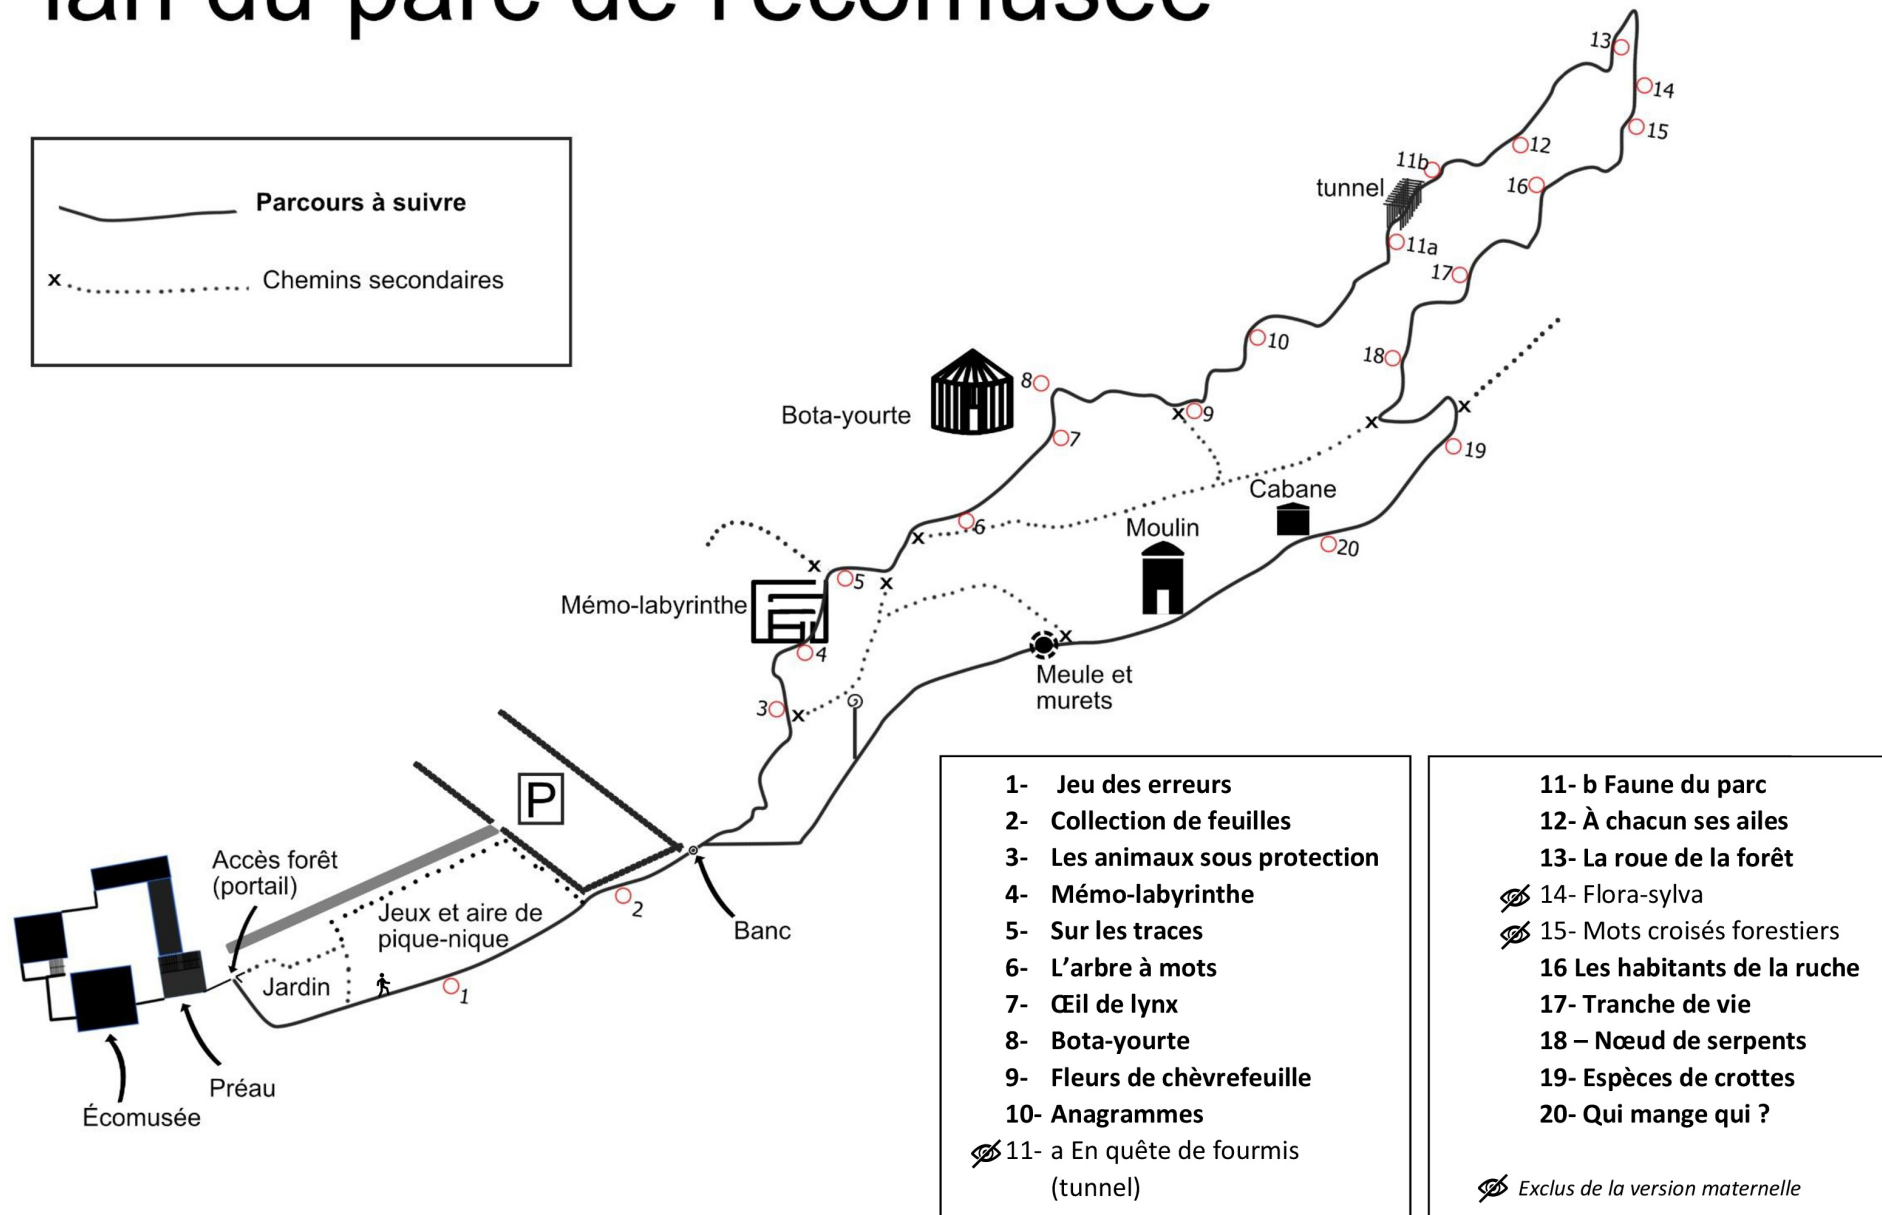 lan du parc de l'écomusée
Parcours à suivre
x Chemins secondaires
13
14
15
12
11b
16
tunnel
11a
17
10
18
8
Bota-yourte
x
9
x
x
7
19
Cabane
6
x
Moulin
20
x
5
x
Mémo-labyrinthe
x
4
Meule et
murets
3
x
P
Accès forêt
(portail)
Jeux et aire de
pique-nique
2
Banc
Jardin
1
Préau
Écomusée
1- Jeu des erreurs
2- Collection de feuilles
3- Les animaux sous protection
4- Mémo-labyrinthe
5- Sur les traces
6- L’arbre à mots
7- Œil de lynx
8- Bota-yourte
9- Fleurs de chèvrefeuille
10- Anagrammes
11- a En quête de fourmis
(tunnel)
11- b Faune du parc
12- À chacun ses ailes
13- La roue de la forêt
14- Flora-sylva
15- Mots croisés forestiers
16 Les habitants de la ruche
17- Tranche de vie
18 – Nœud de serpents
19- Espèces de crottes
20- Qui mange qui ?
Exclus de la version maternelle